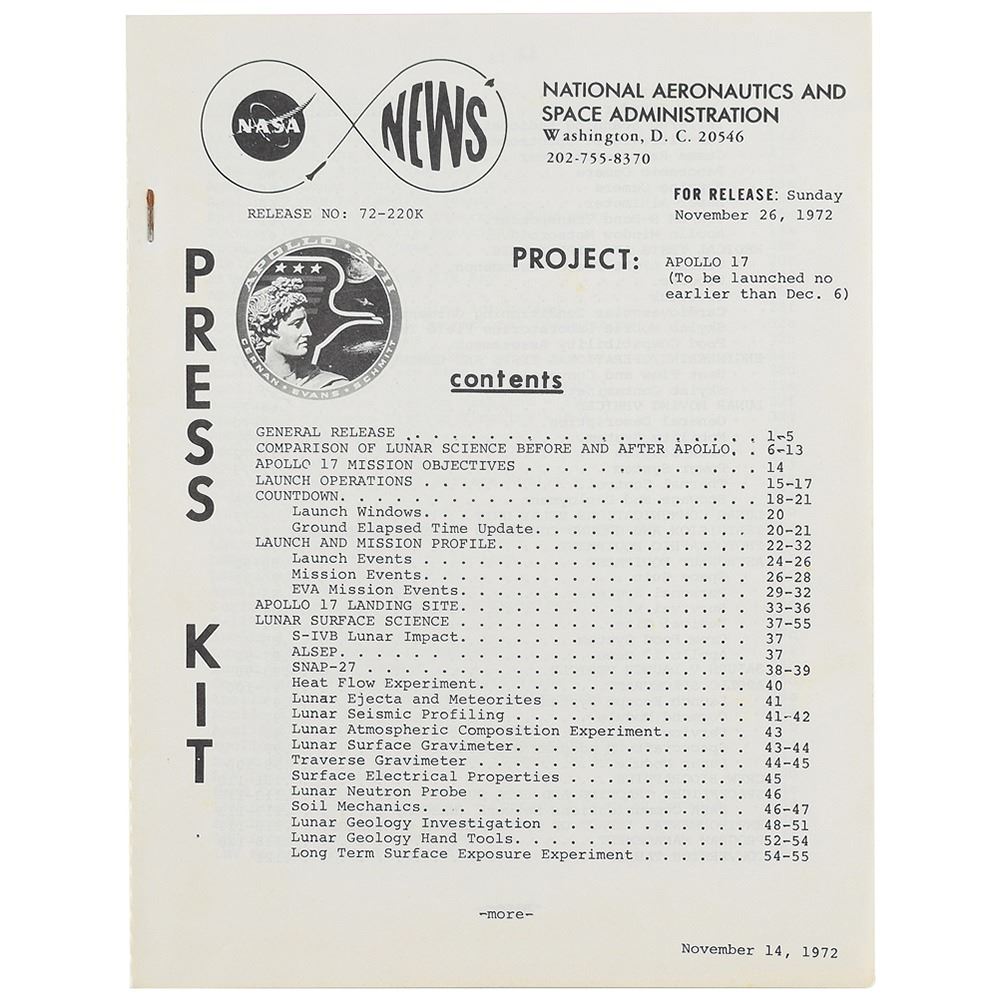 NASA NEWS
NATIONAL AERONAUTICS AND
SPACE ADMINISTRATION
Washington, D. C. 20546
202-755-8370
FOR RELEASE: Sunday
November 26, 1972
RELEASE NO: 72-220K
PRESS KIT
APOLLO XVII
CERNAN EVANS SCHMITT
PROJECT: APOLLO 17
(To be launched no
earlier than Dec. 6)
contents
GENERAL RELEASE . . . . . . . . . . . . . . . . . . . . 1-5
COMPARISON OF LUNAR SCIENCE BEFORE AND AFTER APOLLO. . 6-13
APOLLO 17 MISSION OBJECTIVES . . . . . . . . . . . . . 14
LAUNCH OPERATIONS . . . . . . . . . . . . . . . . . . . 15-17
COUNTDOWN. . . . . . . . . . . . . . . . . . . . . . . 18-21
Launch Windows. . . . . . . . . . . . . . . . . . . 20
Ground Elapsed Time Update. . . . . . . . . . . . . 20-21
LAUNCH AND MISSION PROFILE. . . . . . . . . . . . . . . 22-32
Launch Events . . . . . . . . . . . . . . . . . . . 24-26
Mission Events. . . . . . . . . . . . . . . . . . . 26-28
EVA Mission Events. . . . . . . . . . . . . . . . . 29-32
APOLLO 17 LANDING SITE. . . . . . . . . . . . . . . . . 33-36
LUNAR SURFACE SCIENCE . . . . . . . . . . . . . . . . . 37-55
S-IVB Lunar Impact. . . . . . . . . . . . . . . . . 37
ALSEP. . . . . . . . . . . . . . . . . . . . . . . 37
SNAP-27 . . . . . . . . . . . . . . . . . . . . . . 38-39
Heat Flow Experiment. . . . . . . . . . . . . . . . 40
Lunar Ejecta and Meteorites . . . . . . . . . . . . 41
Lunar Seismic Profiling . . . . . . . . . . . . . . 41-42
Lunar Atmospheric Composition Experiment. . . . . . 43
Lunar Surface Gravimeter. . . . . . . . . . . . . . 43-44
Traverse Gravimeter . . . . . . . . . . . . . . . . 44-45
Surface Electrical Properties . . . . . . . . . . . 45
Lunar Neutron Probe . . . . . . . . . . . . . . . . 46
Soil Mechanics. . . . . . . . . . . . . . . . . . . 46-47
Lunar Geology Investigation . . . . . . . . . . . . 48-51
Lunar Geology Hand Tools. . . . . . . . . . . . . . 52-54
Long Term Surface Exposure Experiment . . . . . . . 54-55
-more-
November 14, 1972